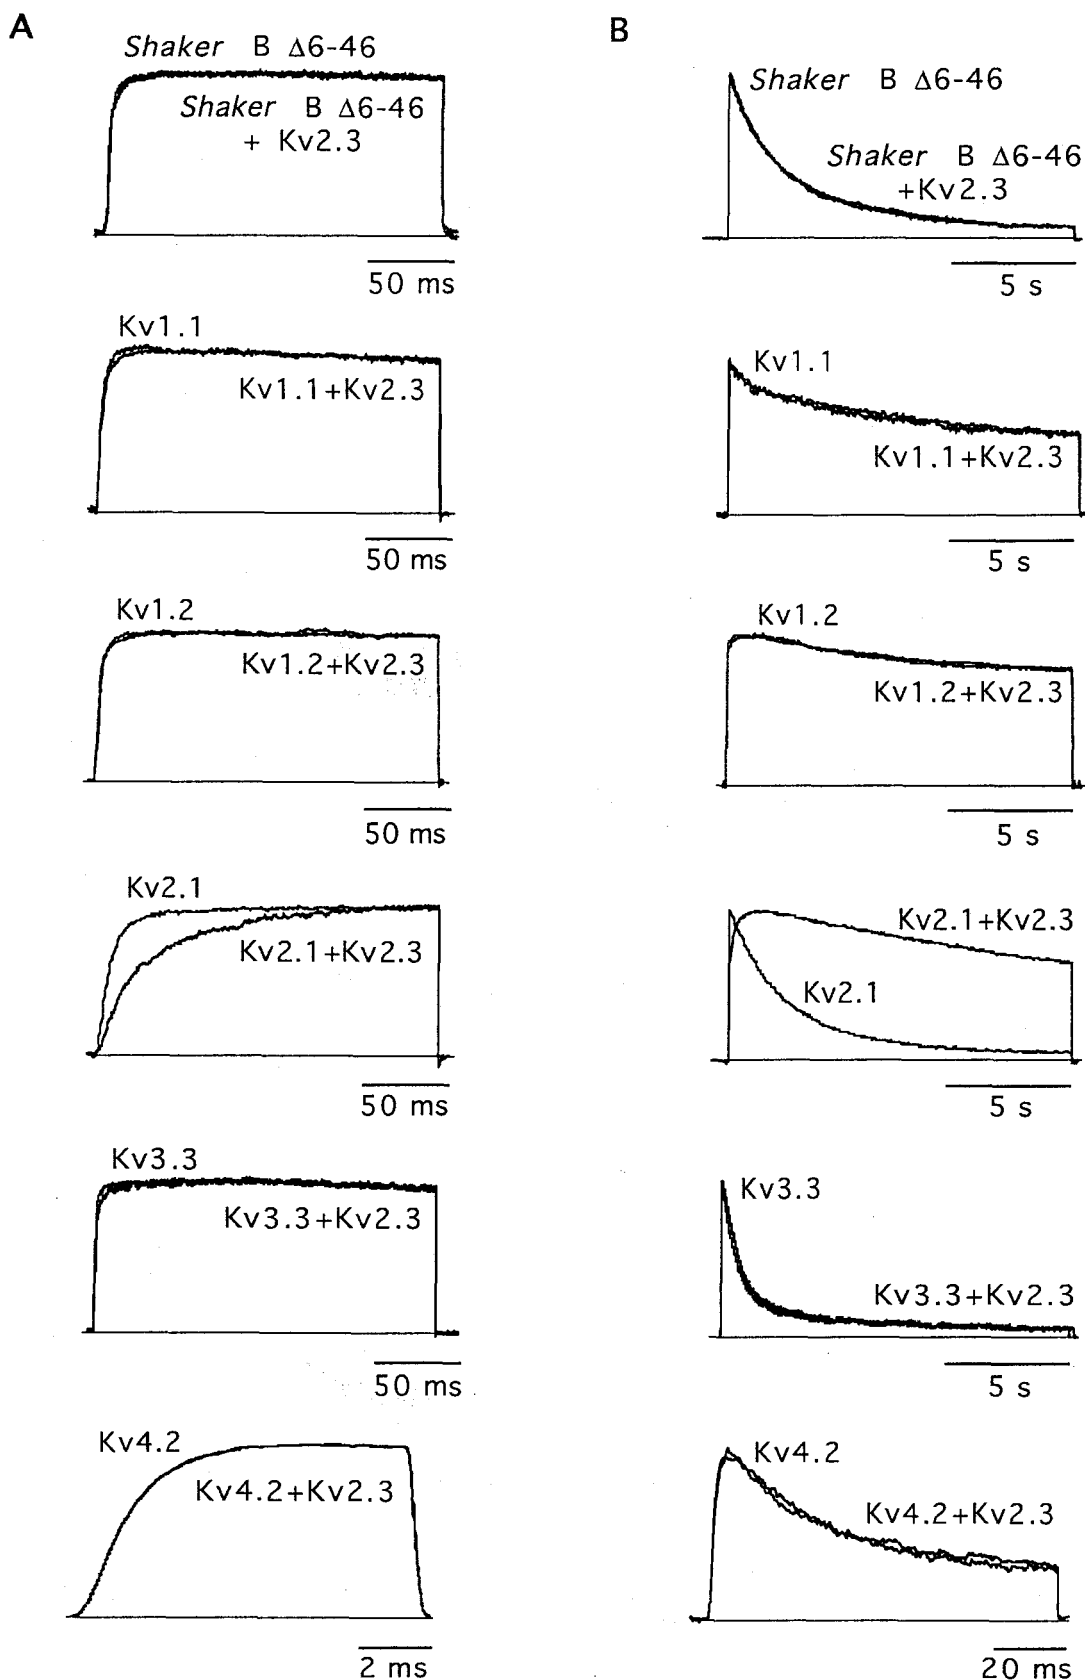 A
Shaker B Δ6-46
Shaker B Δ6-46
+ Kv2.3
50 ms
Kv1.1
Kv1.1+Kv2.3
50 ms
Kv1.2
Kv1.2+Kv2.3
50 ms
Kv2.1
Kv2.1+Kv2.3
50 ms
Kv3.3
Kv3.3+Kv2.3
50 ms
Kv4.2
Kv4.2+Kv2.3
2 ms
B
Shaker B Δ6-46
Shaker B Δ6-46
+Kv2.3
5 s
Kv1.1
Kv1.1+Kv2.3
5 s
Kv1.2
Kv1.2+Kv2.3
5 s
Kv2.1+Kv2.3
Kv2.1
5 s
Kv3.3
Kv3.3+Kv2.3
5 s
Kv4.2
Kv4.2+Kv2.3
20 ms